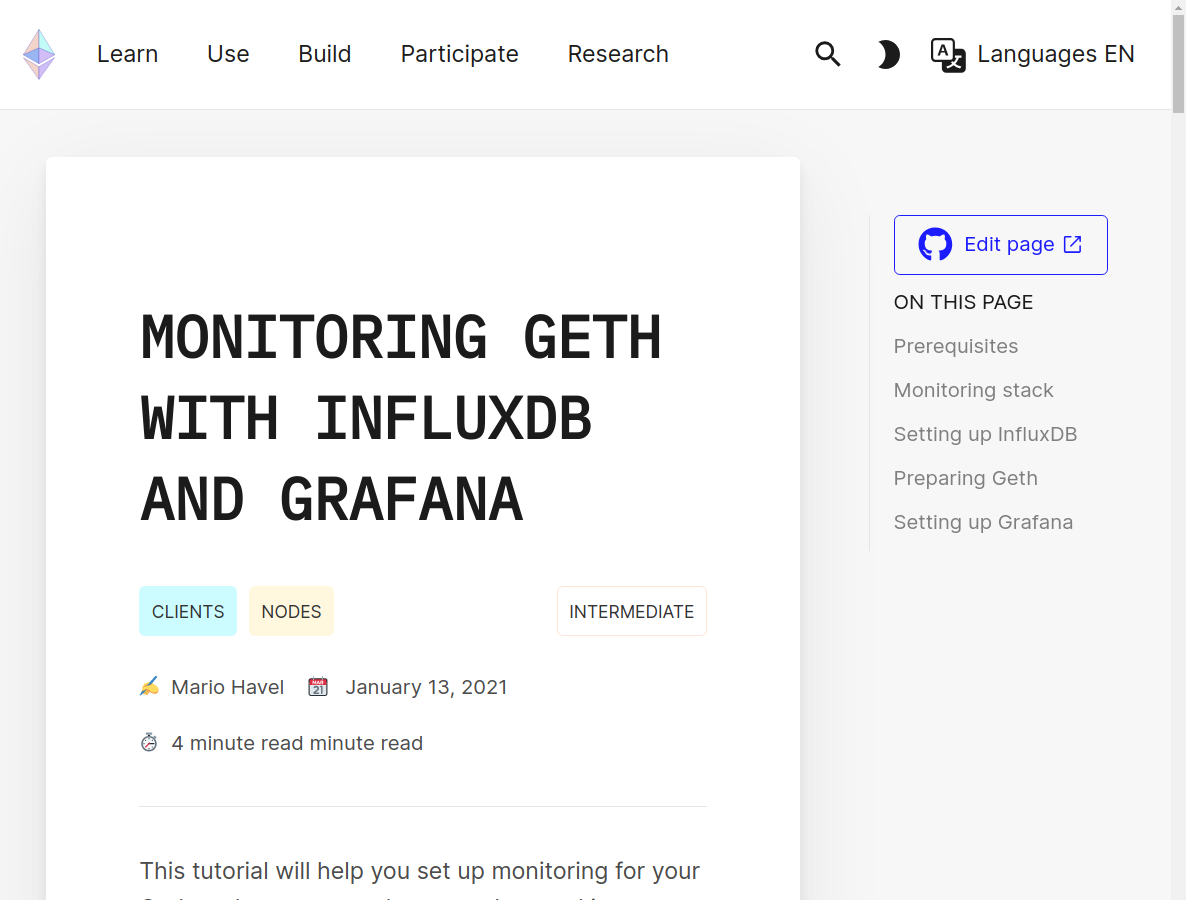 Learn Use Build Participate Research Languages EN
MONITORING GETH
WITH INFLUXDB
AND GRAFANA
CLIENTS NODES INTERMEDIATE
Mario Havel January 13, 2021
4 minute read minute read
This tutorial will help you set up monitoring for your
Edit page
ON THIS PAGE
Prerequisites
Monitoring stack
Setting up InfluxDB
Preparing Geth
Setting up Grafana